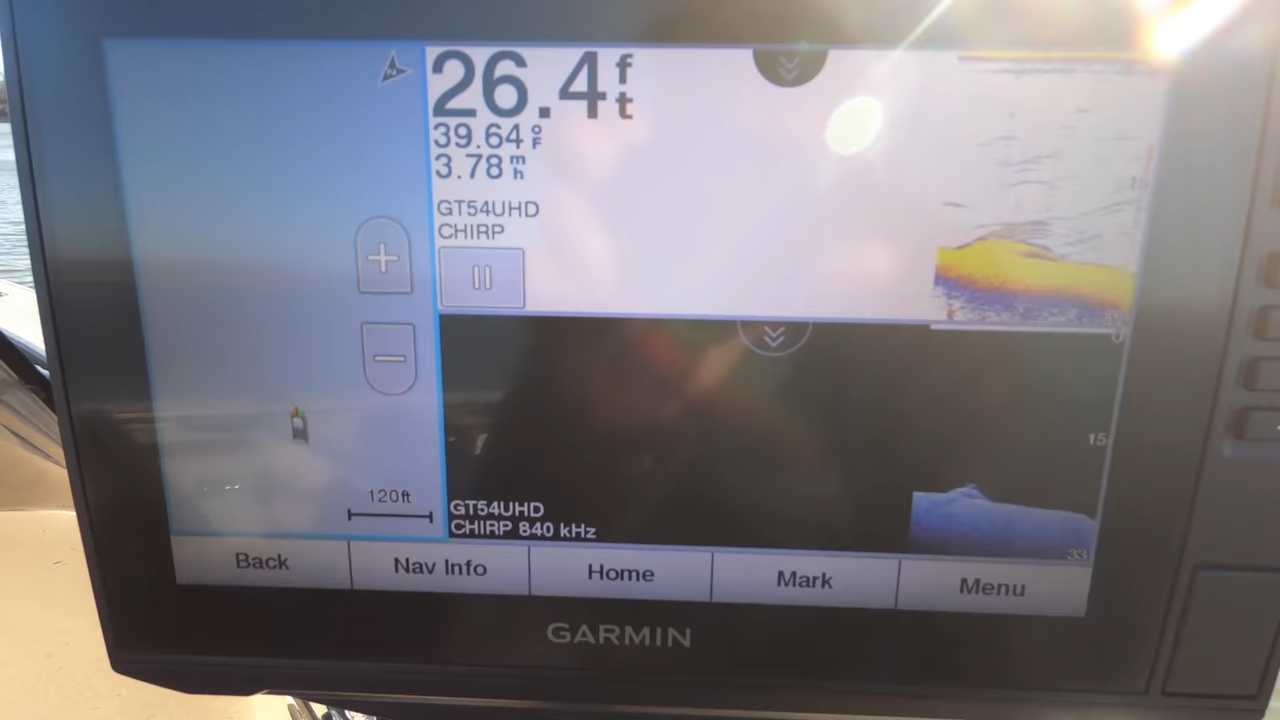 N
26.4 ft
39.64 °F
3.78 mh
GT54UHD
CHIRP
15
120ft
GT54UHD
CHIRP 840 kHz
15
33
Back
Nav Info
Home
Mark
Menu
GARMIN